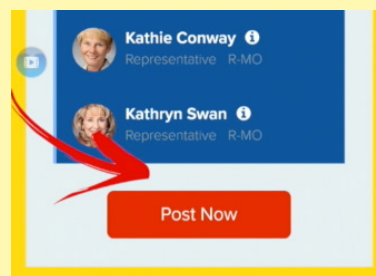 Kathie Conway i
Representative R-MO
Kathryn Swan i
Representative R-MO
Post Now